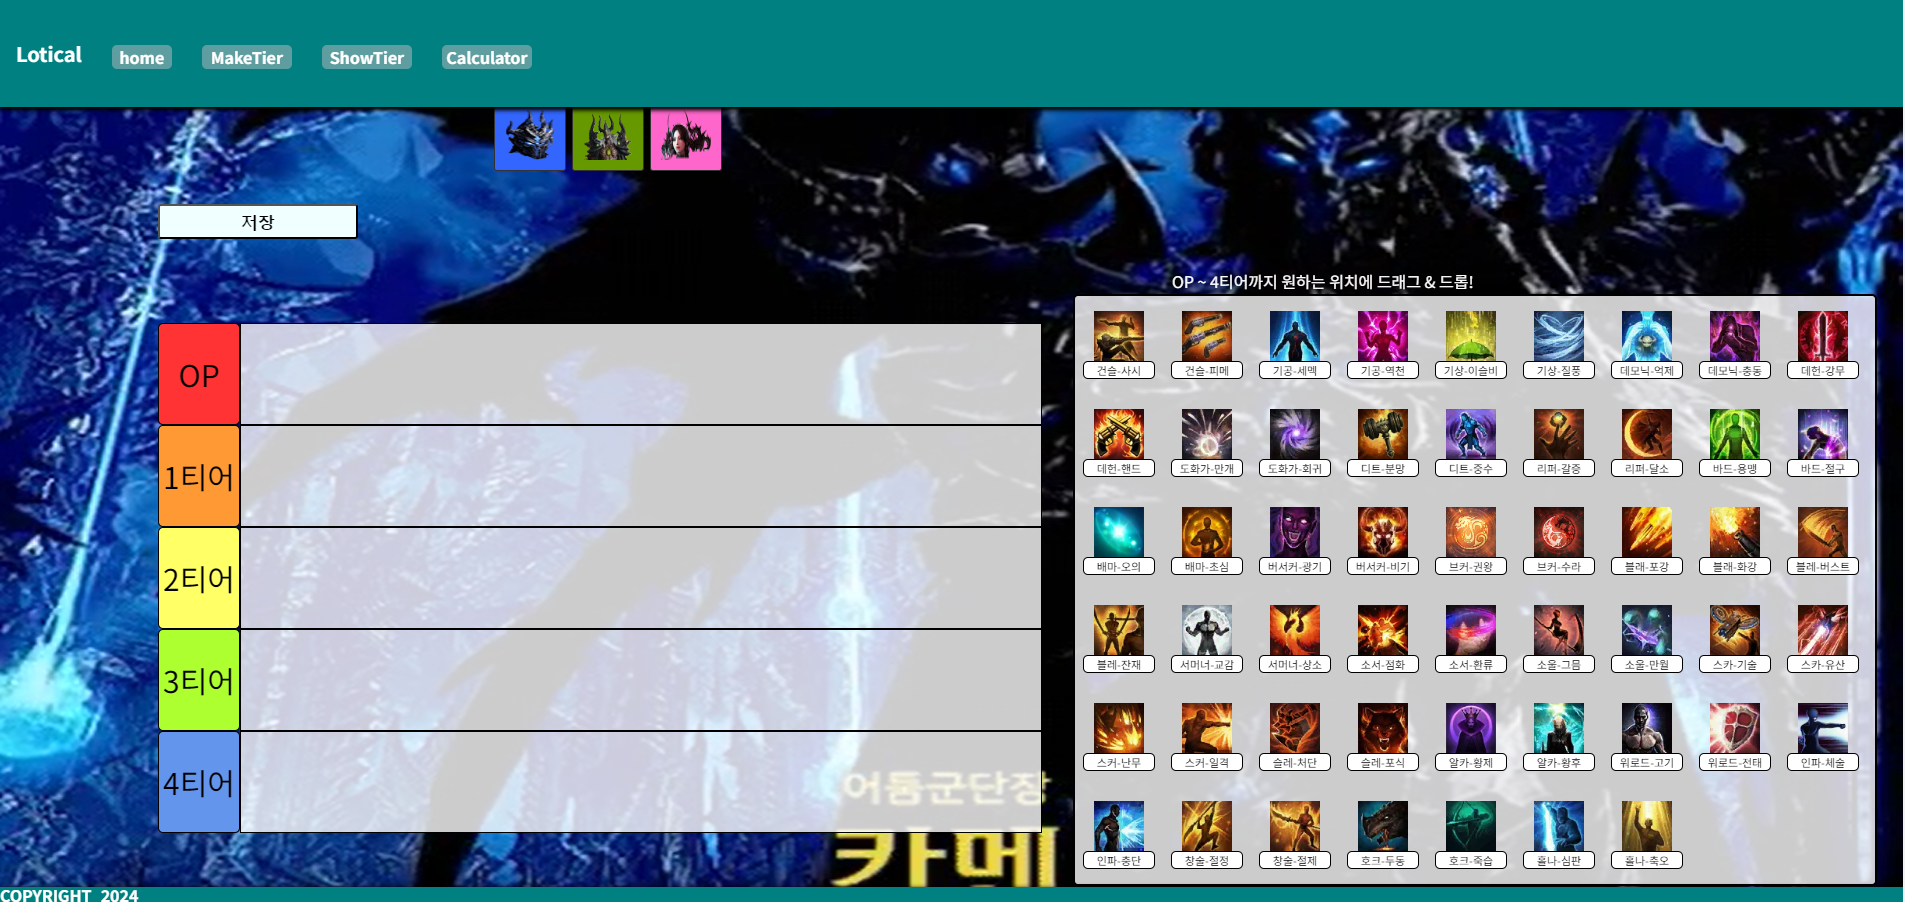 Lotical home MakeTier ShowTier Calculator
저장
OP ~ 4티어까지 원하는 위치에 드래그 & 드롭!
OP
1티어
2티어
3티어
4티어
건슬-사시 건슬-피메 기공-세맥 기공-역천 기상-이슬비 기상-질풍 데모닉-억제 데모닉-충동 데헌-강무
데헌-핸드 도화가-만개 도화가-회귀 디트-분망 디트-중수 리퍼-갈증 리퍼-달소 바드-용맹 바드-절구
배마-오의 배마-초심 버서커-광기 버서커-비기 브커-권왕 브커-수라 블래-포강 블래-화강 블레-버스트
블레-잔재 서머너-교감 서머너-상소 소서-점화 소서-환류 소울-그믐 소울-만월 스카-기술 스카-유산
스커-난무 스커-일격 슬레-처단 슬레-포식 알카-황제 알카-황후 워로드-고기 워로드-전태 인파-체술
인파-충단 창술-절정 창술-절제 호크-두동 호크-죽습 홀나-심판 홀나-축오
어둠군단장
카메
COPYRIGHT 2024